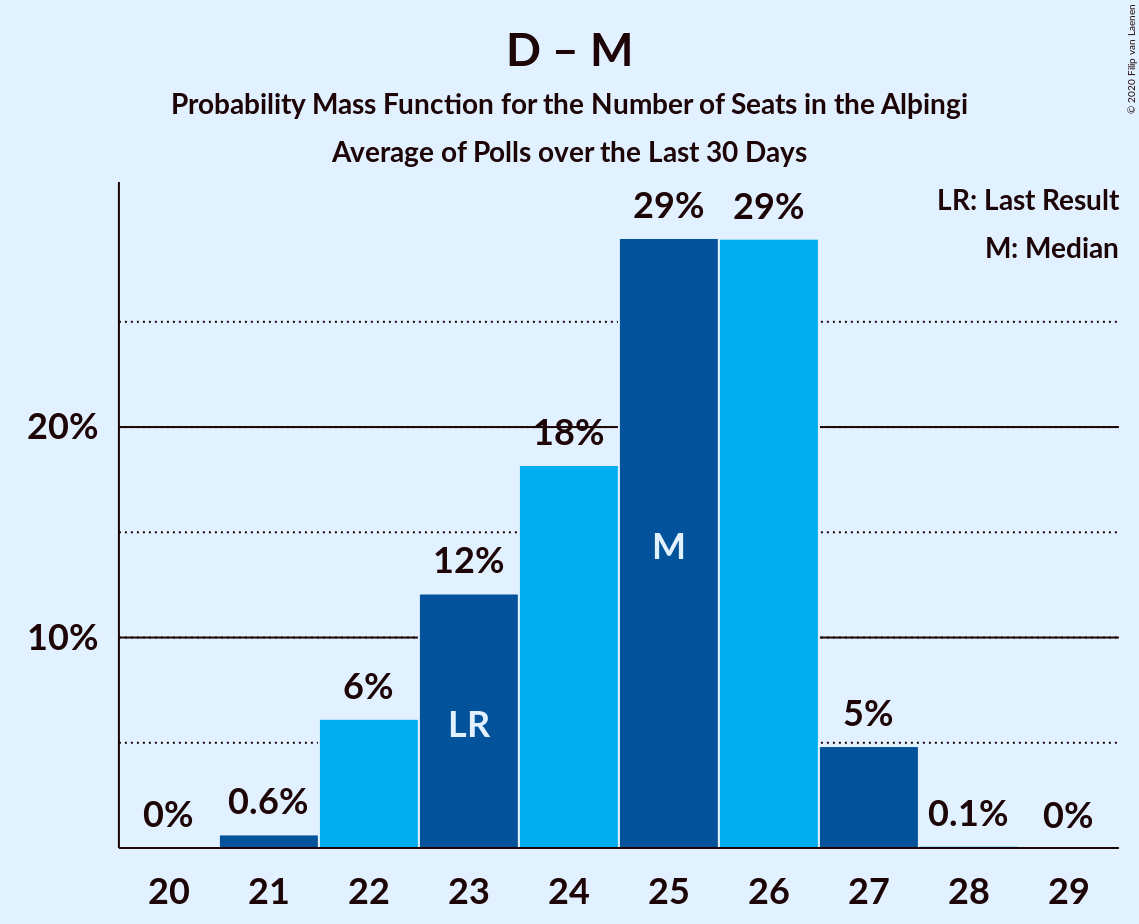 D – M
Probability Mass Function for the Number of Seats in the Alþingi
Average of Polls over the Last 30 Days
© 2020 Filip van Laenen
LR: Last Result
M: Median
29%
29%
20%
18%
M
12%
10%
6%
LR
5%
0%
0.6%
0.1%
0%
20 21 22 23 24 25 26 27 28 29